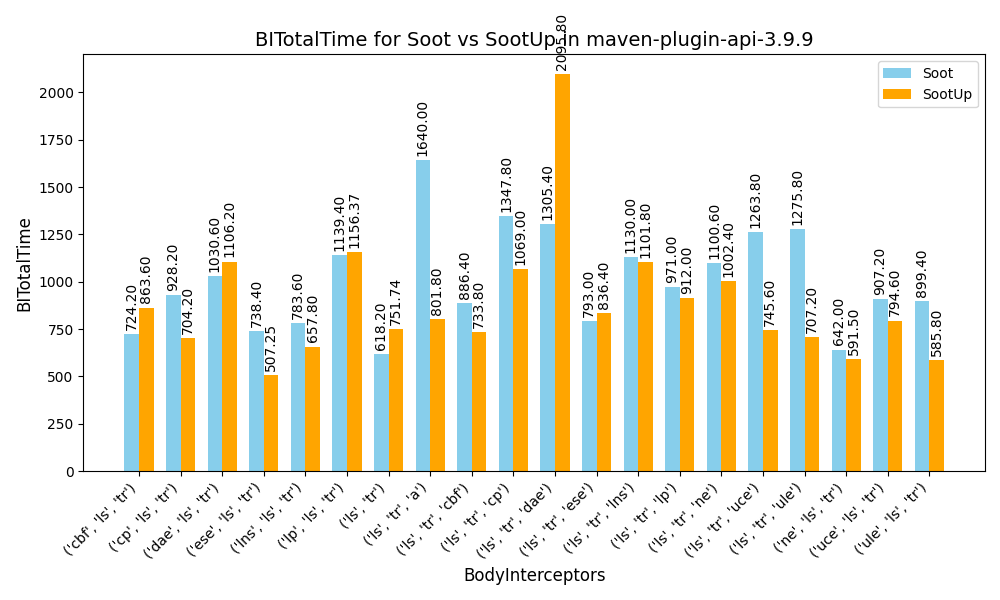 BITotalTime for Soot vs SootUp in maven-plugin-api-3.9.9
Soot
SootUp
BITotalTime
2000
1750
1500
1250
1000
750
500
250
0
724.20
863.60
928.20
704.20
1030.60
1106.20
738.40
507.25
783.60
657.80
1139.40
1156.37
618.20
751.74
1640.00
801.80
886.40
733.80
1347.80
1069.00
1305.40
2095.80
793.00
836.40
1130.00
1101.80
971.00
912.00
1100.60
1002.40
1263.80
745.60
1275.80
707.20
642.00
591.50
907.20
794.60
899.40
585.80
('cbf', 'ls', 'tr')
('cp', 'ls', 'tr')
('dae', 'ls', 'tr')
('ese', 'ls', 'tr')
('lns', 'ls', 'tr')
('lp', 'ls', 'tr')
('ls', 'tr')
('ls', 'tr', 'a')
('ls', 'tr', 'cbf')
('ls', 'tr', 'cp')
('ls', 'tr', 'dae')
('ls', 'tr', 'ese')
('ls', 'tr', 'lns')
('ls', 'tr', 'lp')
('ls', 'tr', 'ne')
('ls', 'tr', 'uce')
('ls', 'tr', 'ule')
('ne', 'ls', 'tr')
('uce', 'ls', 'tr')
('ule', 'ls', 'tr')
BodyInterceptors